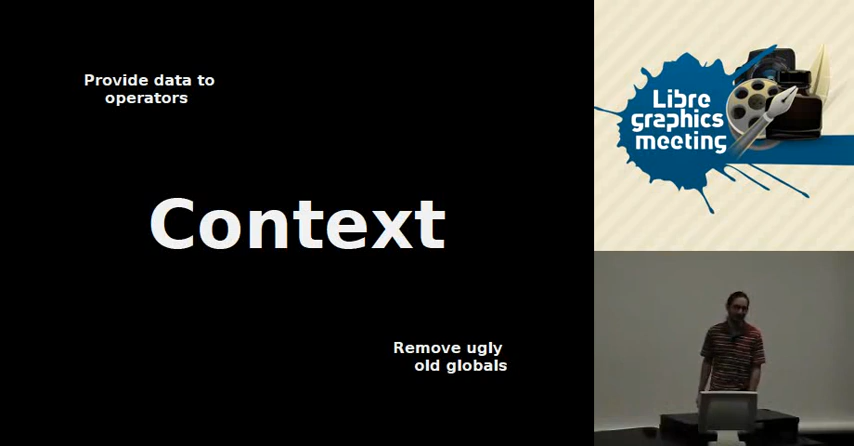 Provide data to
operators
Context
Remove ugly
old globals
Libre
graphics
meeting